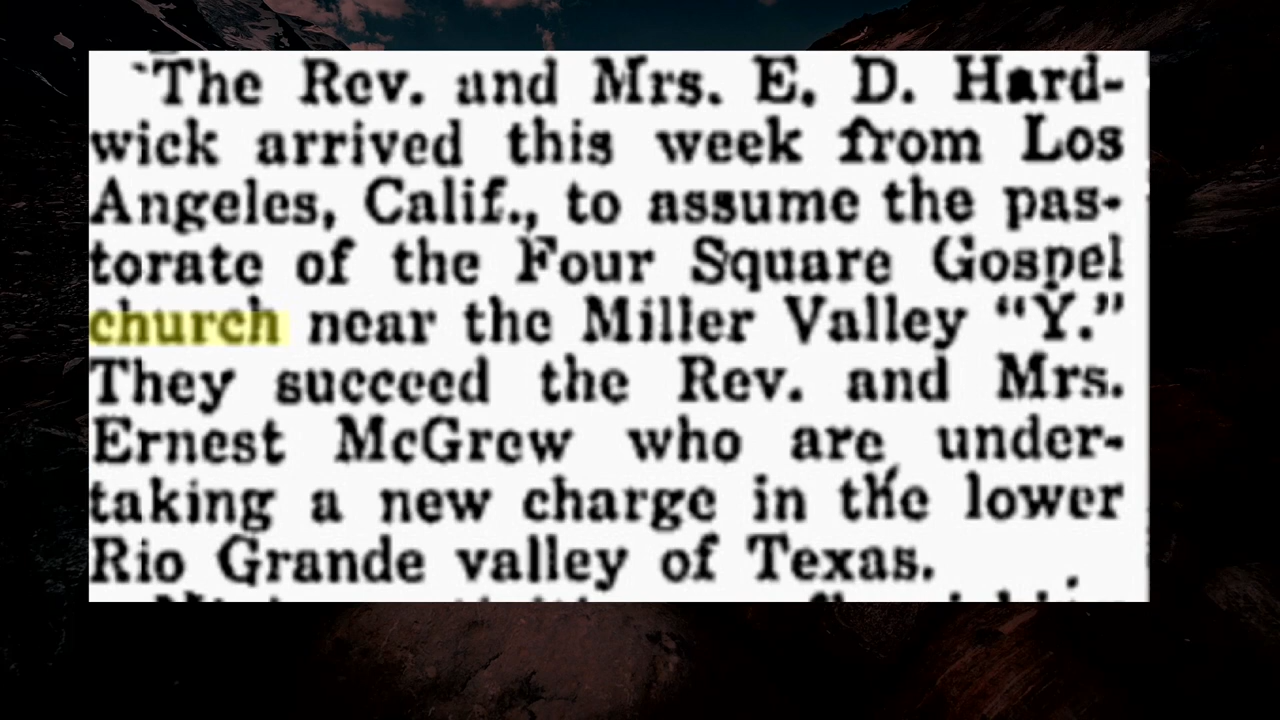 The Rev. and Mrs. E. D. Hard-
wick arrived this week from Los
Angeles, Calif., to assume the pas-
torate of the Four Square Gospel
church near the Miller Valley “Y.”
They succeed the Rev. and Mrs.
Ernest McGrew who are under-
taking a new charge in the lower
Rio Grande valley of Texas.